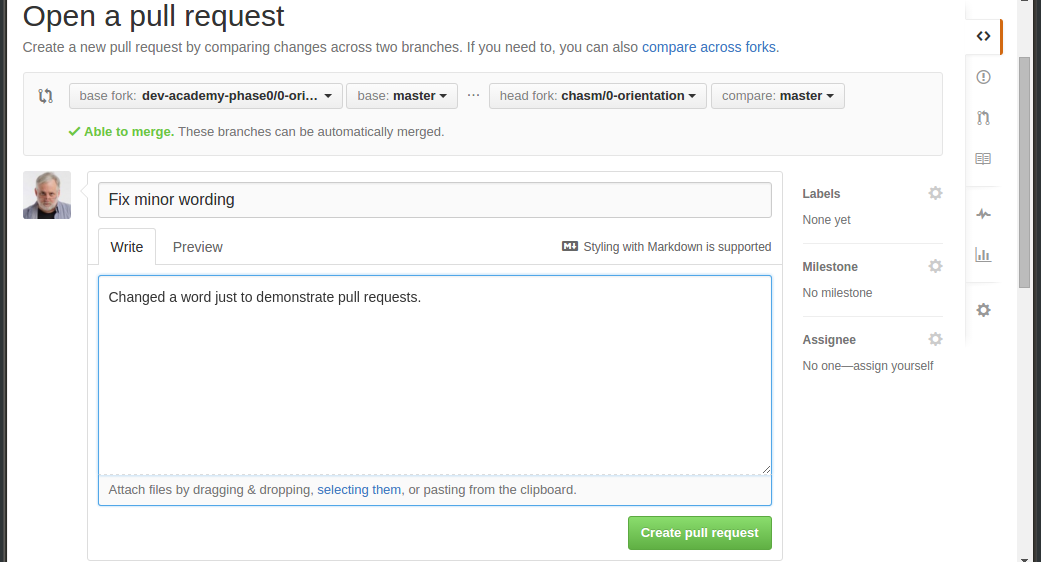 Open a pull request
Create a new pull request by comparing changes across two branches. If you need to, you can also compare across forks.
base fork: dev-academy-phase0/0-ori... base: master ... head fork: chasm/0-orientation compare: master
Able to merge. These branches can be automatically merged.
Fix minor wording
Write Preview Styling with Markdown is supported
Changed a word just to demonstrate pull requests.
Attach files by dragging & dropping, selecting them, or pasting from the clipboard.
Create pull request
Labels
None yet
Milestone
No milestone
Assignee
No one—assign yourself